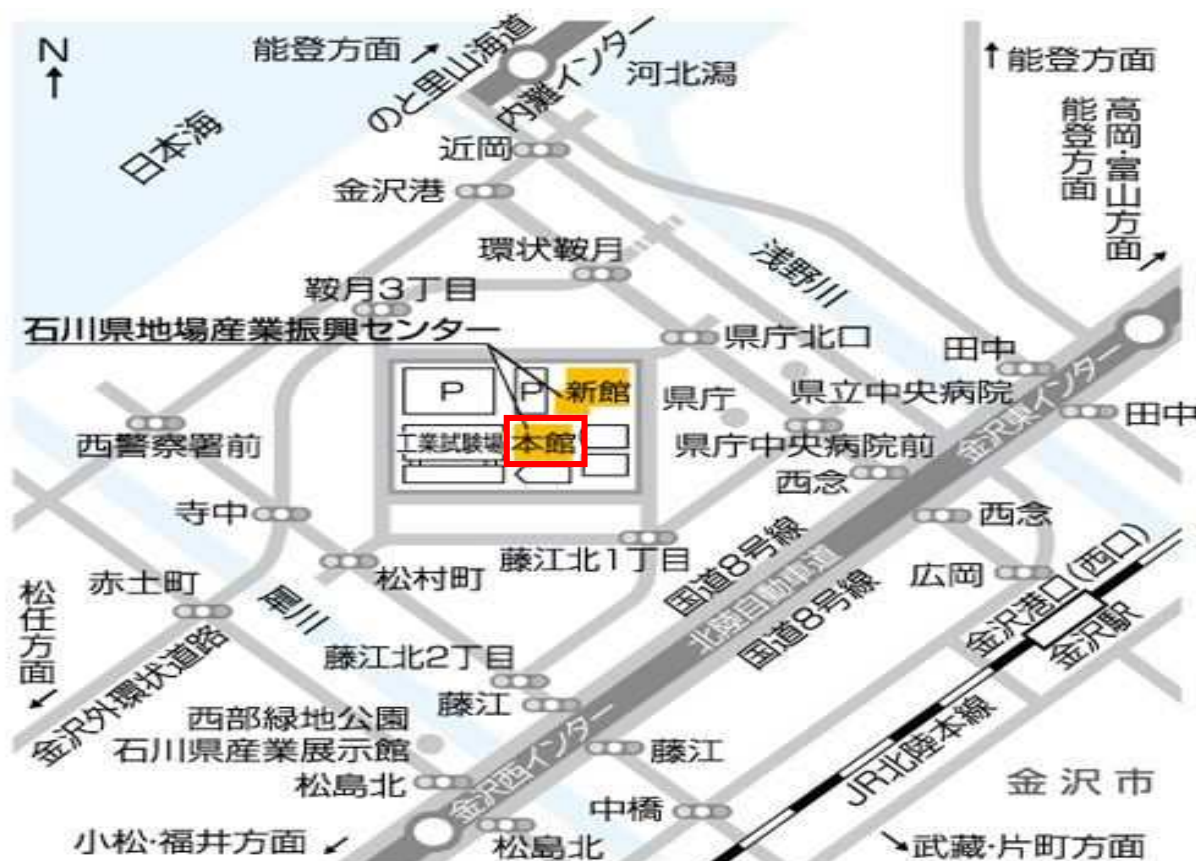 N
能登方面
のと里山海道
内灘インター
河北潟
能登方面
高岡・富山方面
能登方面
日本海
近岡
金沢港
環状鞍月
浅野川
鞍月3丁目
石川県地場産業振興センター
県庁北口
田中
P
P
新館
県庁
県立中央病院
金沢東インター
田中
西警察署前
工業試験場
本館
県庁中央病院前
西念
寺中
西念
藤江北1丁目
国道8号線
北陸自動車道
国道8号線
広岡
金沢港口(西口)
金沢駅
松村町
赤土町
松任方面
金沢外環状道路
藤江北2丁目
藤江
西部緑地公園
石川県産業展示館
藤江
JR北陸本線
松島北
金沢西インター
中橋
金沢市
小松・福井方面
松島北
武蔵・片町方面